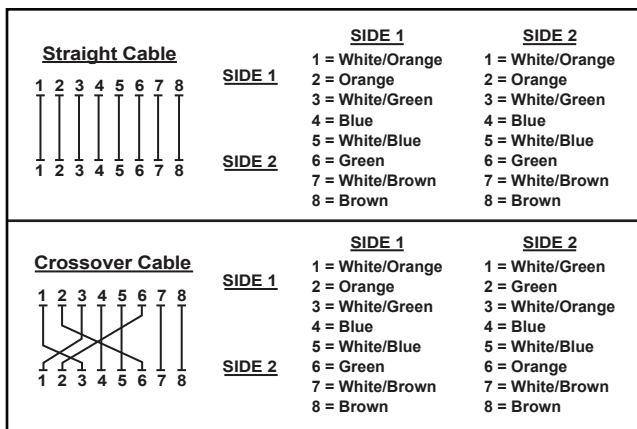 Straight Cable
1 2 3 4 5 6 7 8
1 2 3 4 5 6 7 8
SIDE 1
SIDE 2
SIDE 1
1 = White/Orange
2 = Orange
3 = White/Green
4 = Blue
5 = White/Blue
6 = Green
7 = White/Brown
8 = Brown
SIDE 2
1 = White/Orange
2 = Orange
3 = White/Green
4 = Blue
5 = White/Blue
6 = Green
7 = White/Brown
8 = Brown
Crossover Cable
1 2 3 4 5 6 7 8
1 2 3 4 5 6 7 8
SIDE 1
SIDE 2
SIDE 1
1 = White/Orange
2 = Orange
3 = White/Green
4 = Blue
5 = White/Blue
6 = Green
7 = White/Brown
8 = Brown
SIDE 2
1 = White/Green
2 = Green
3 = White/Orange
4 = Blue
5 = White/Blue
6 = Orange
7 = White/Brown
8 = Brown